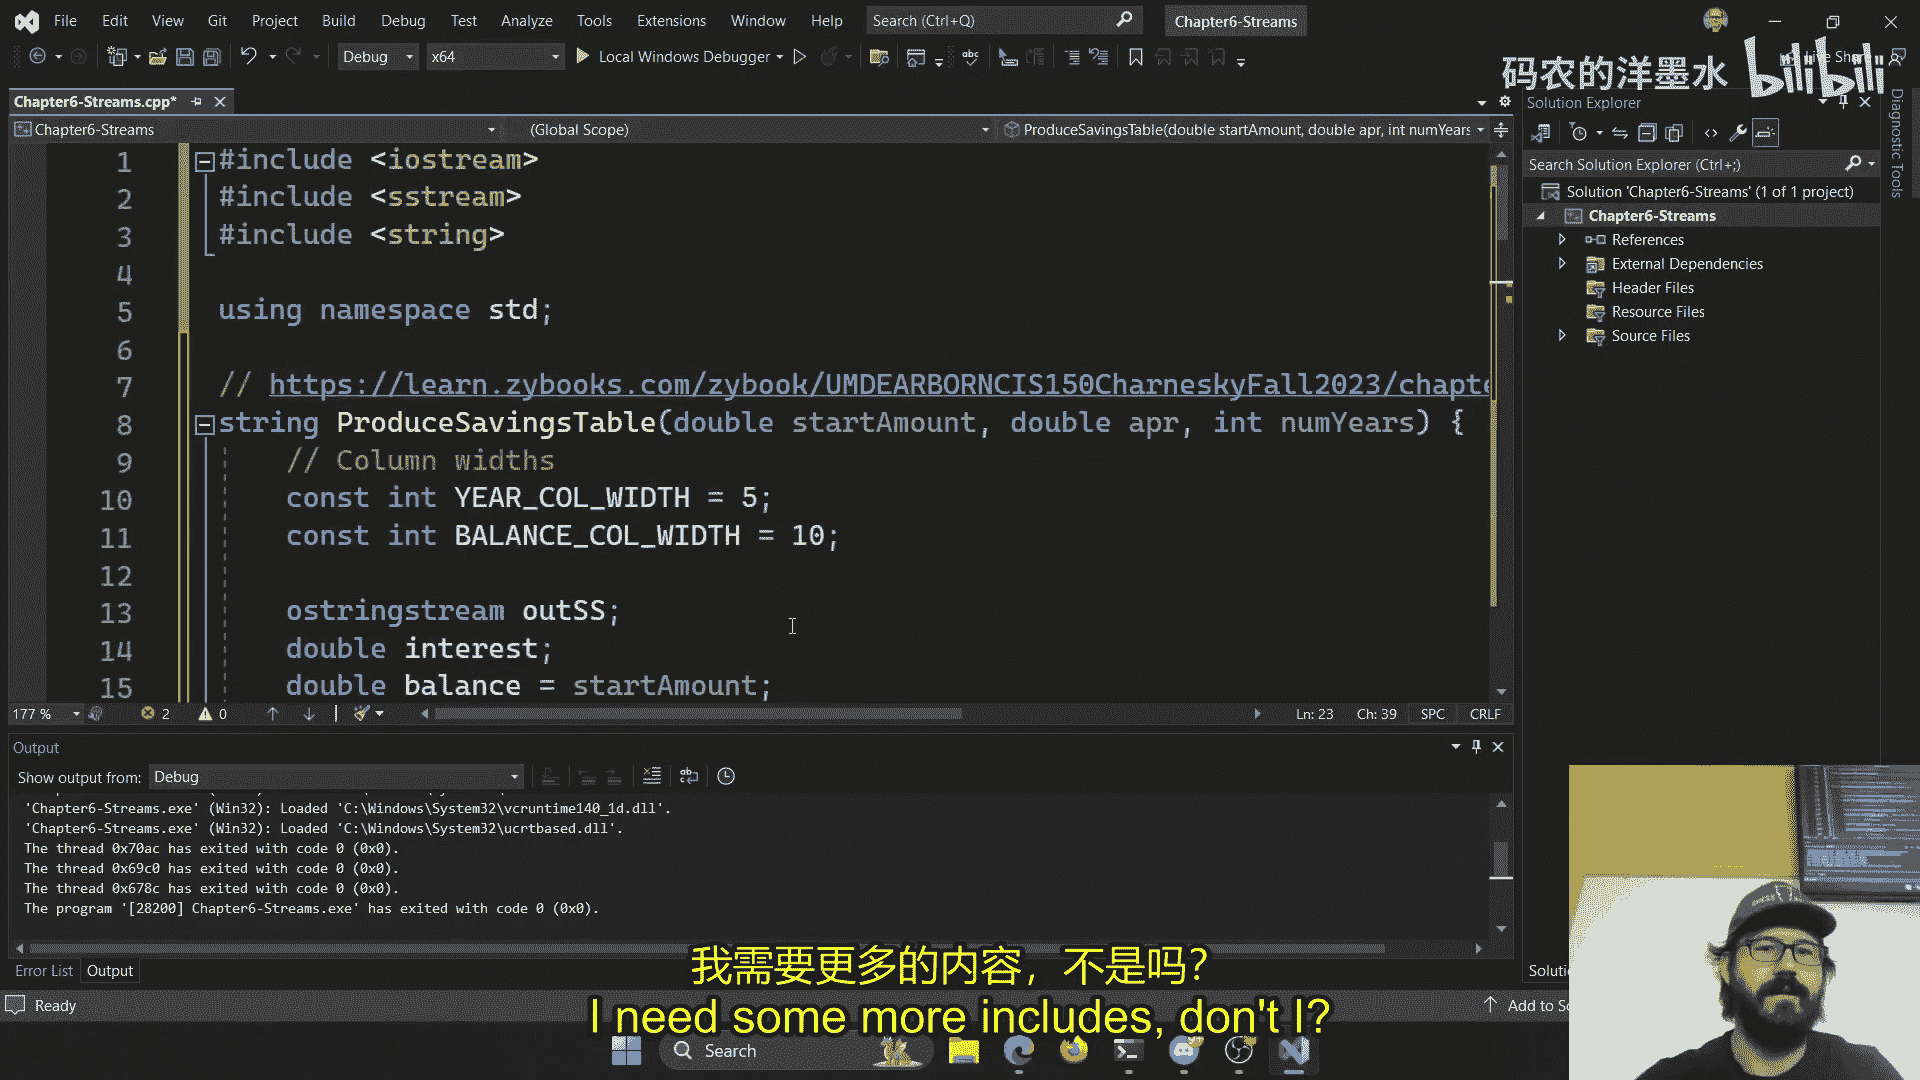 File Edit View Git Project Build Debug Test Analyze Tools Extensions Window Help Search (Ctrl+Q) Chapter6-Streams
Debug x64 Local Windows Debugger
码农的洋墨水 bilibili
Chapter6-Streams.cpp*
Chapter6-Streams (Global Scope) ProduceSavingsTable(double startAmount, double apr, int numYears
1 #include <iostream>
2 #include <sstream>
3 #include <string>
4
5 using namespace std;
6
7 // https://learn.zybooks.com/zybook/UMDEARBORNCIS150CharneskyFall2023/chapte
8 string ProduceSavingsTable(double startAmount, double apr, int numYears) {
9 // Column widths
10 const int YEAR_COL_WIDTH = 5;
11 const int BALANCE_COL_WIDTH = 10;
12
13 ostringstream outSS;
14 double interest;
15 double balance = startAmount;
177 % 2 0 Ln: 23 Ch: 39 SPC CRLF
Output
Show output from: Debug
'Chapter6-Streams.exe' (Win32): Loaded 'C:\Windows\System32\vcruntime140_1d.dll'.
'Chapter6-Streams.exe' (Win32): Loaded 'C:\Windows\System32\ucrtbased.dll'.
The thread 0x70ac has exited with code 0 (0x0).
The thread 0x69c0 has exited with code 0 (0x0).
The thread 0x678c has exited with code 0 (0x0).
The program '[28200] Chapter6-Streams.exe' has exited with code 0 (0x0).
Error List Output
Ready
Solution Explorer
Search Solution Explorer (Ctrl+;)
Solution 'Chapter6-Streams' (1 of 1 project)
Chapter6-Streams
References
External Dependencies
Header Files
Resource Files
Source Files
Diagnostic Tools
Soluti
Add to So
我需要更多的内容，不是吗？
I need some more includes, don't I?
Search